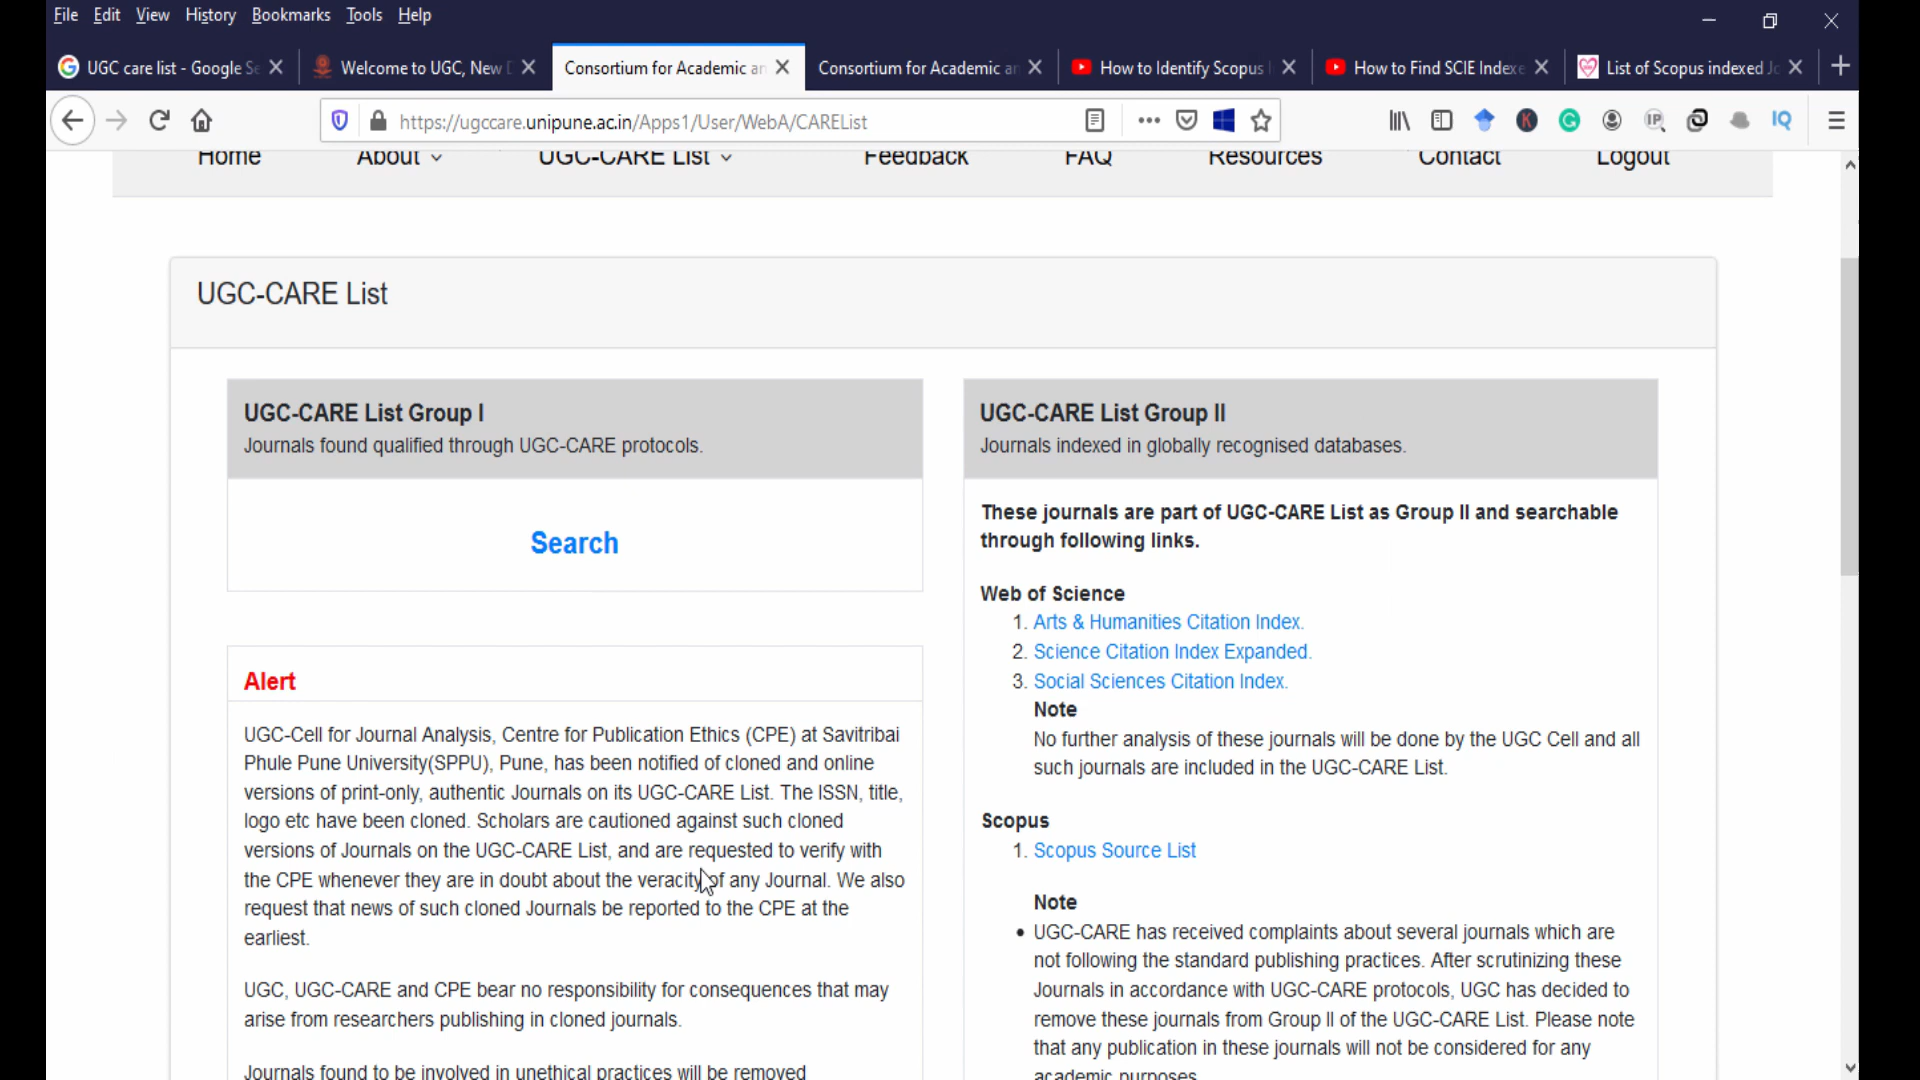 File Edit View History Bookmarks Tools Help
UGC care list - Google Se
Welcome to UGC, New D
Consortium for Academic an
Consortium for Academic an
How to Identify Scopus
How to Find SCIE Indexe
List of Scopus indexed Jo
https://ugccare.unipune.ac.in/Apps1/User/WebA/CAREList
Home About UGC-CARE List Feedback FAQ Resources Contact Logout
UGC-CARE List
UGC-CARE List Group I
Journals found qualified through UGC-CARE protocols.
Search
Alert
UGC-Cell for Journal Analysis, Centre for Publication Ethics (CPE) at Savitribai
Phule Pune University(SPPU), Pune, has been notified of cloned and online
versions of print-only, authentic Journals on its UGC-CARE List. The ISSN, title,
logo etc have been cloned. Scholars are cautioned against such cloned
versions of Journals on the UGC-CARE List, and are requested to verify with
the CPE whenever they are in doubt about the veracity of any Journal. We also
request that news of such cloned Journals be reported to the CPE at the
earliest.
UGC, UGC-CARE and CPE bear no responsibility for consequences that may
arise from researchers publishing in cloned journals.
Journals found to be involved in unethical practices will be removed
UGC-CARE List Group II
Journals indexed in globally recognised databases.
These journals are part of UGC-CARE List as Group II and searchable
through following links.
Web of Science
1. Arts & Humanities Citation Index.
2. Science Citation Index Expanded.
3. Social Sciences Citation Index.
Note
No further analysis of these journals will be done by the UGC Cell and all
such journals are included in the UGC-CARE List.
Scopus
1. Scopus Source List
Note
• UGC-CARE has received complaints about several journals which are
not following the standard publishing practices. After scrutinizing these
Journals in accordance with UGC-CARE protocols, UGC has decided to
remove these journals from Group II of the UGC-CARE List. Please note
that any publication in these journals will not be considered for any
academic purposes